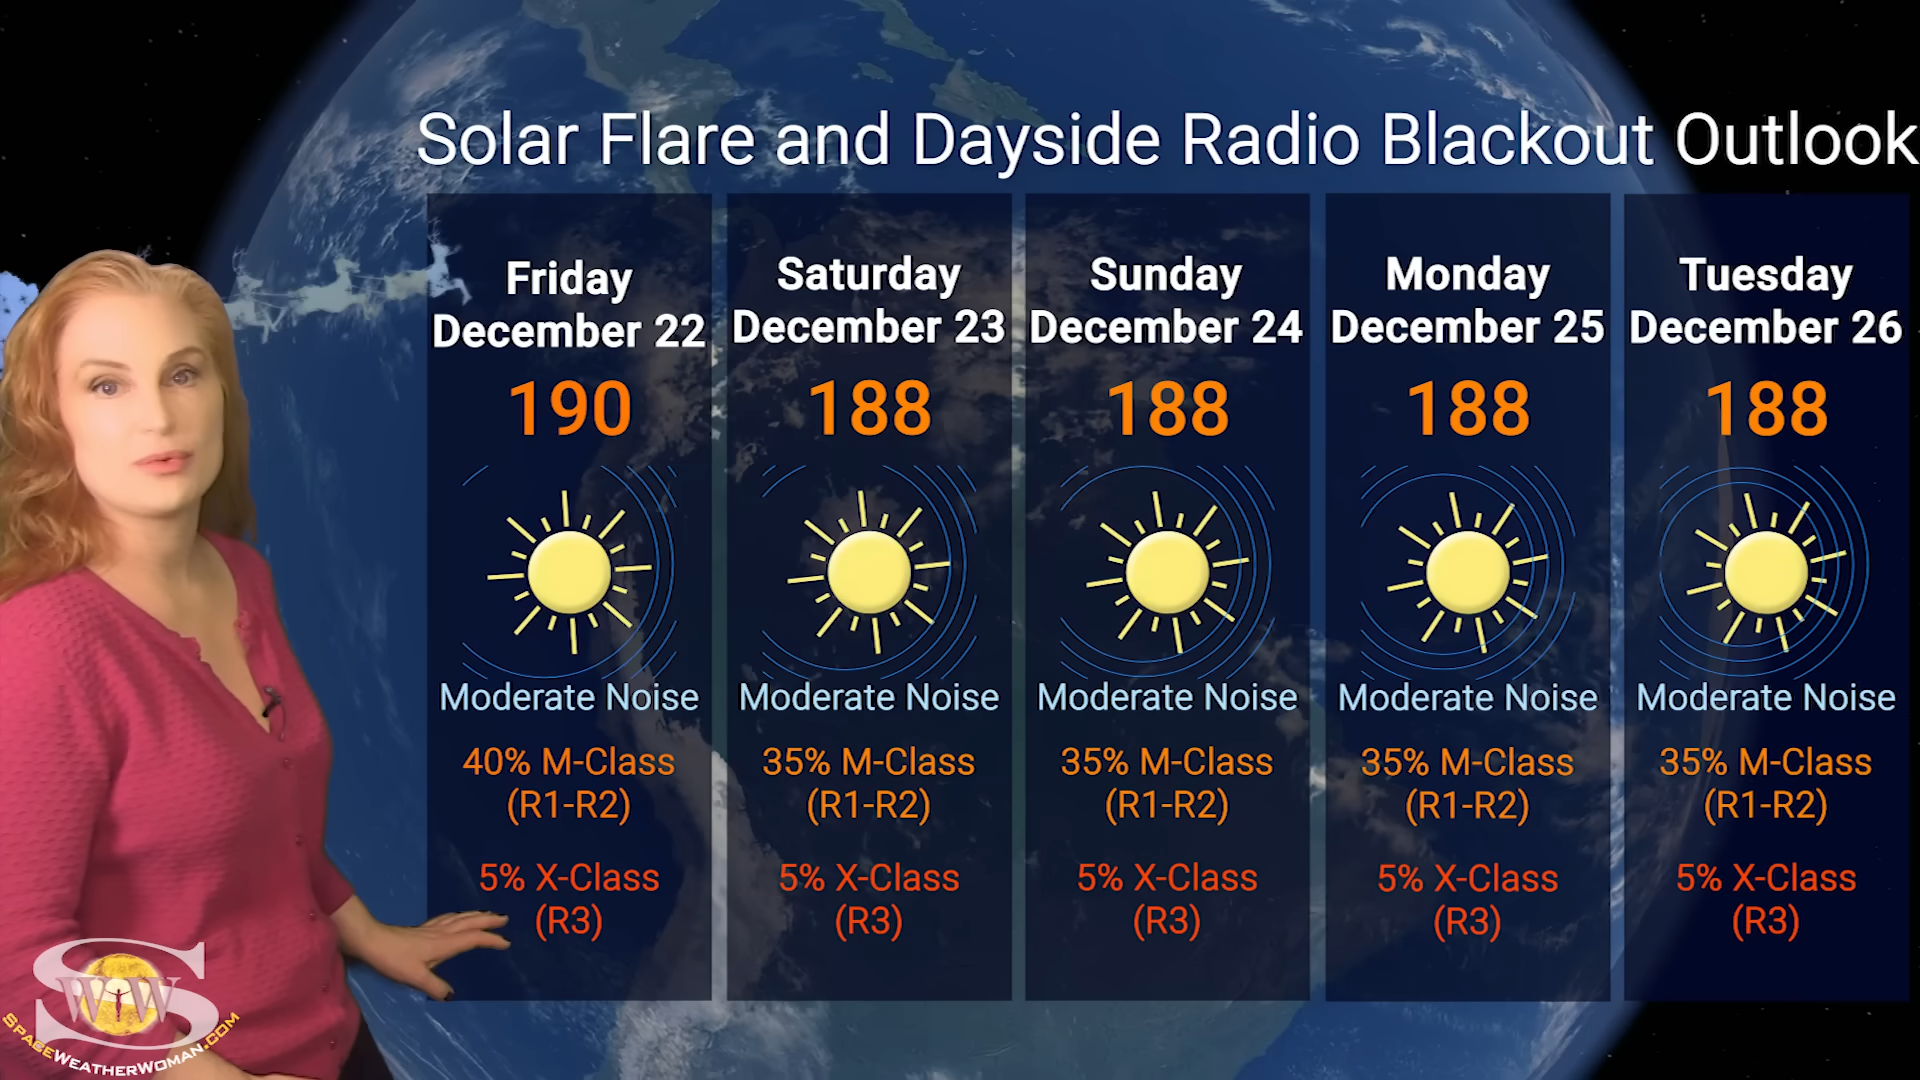 Solar Flare and Dayside Radio Blackout Outlook
Friday
December 22
190
Moderate Noise
40% M-Class
(R1-R2)
5% X-Class
(R3)
Saturday
December 23
188
Moderate Noise
35% M-Class
(R1-R2)
5% X-Class
(R3)
Sunday
December 24
188
Moderate Noise
35% M-Class
(R1-R2)
5% X-Class
(R3)
Monday
December 25
188
Moderate Noise
35% M-Class
(R1-R2)
5% X-Class
(R3)
Tuesday
December 26
188
Moderate Noise
35% M-Class
(R1-R2)
5% X-Class
(R3)
SWW
SPACEWEATHERWOMAN.COM